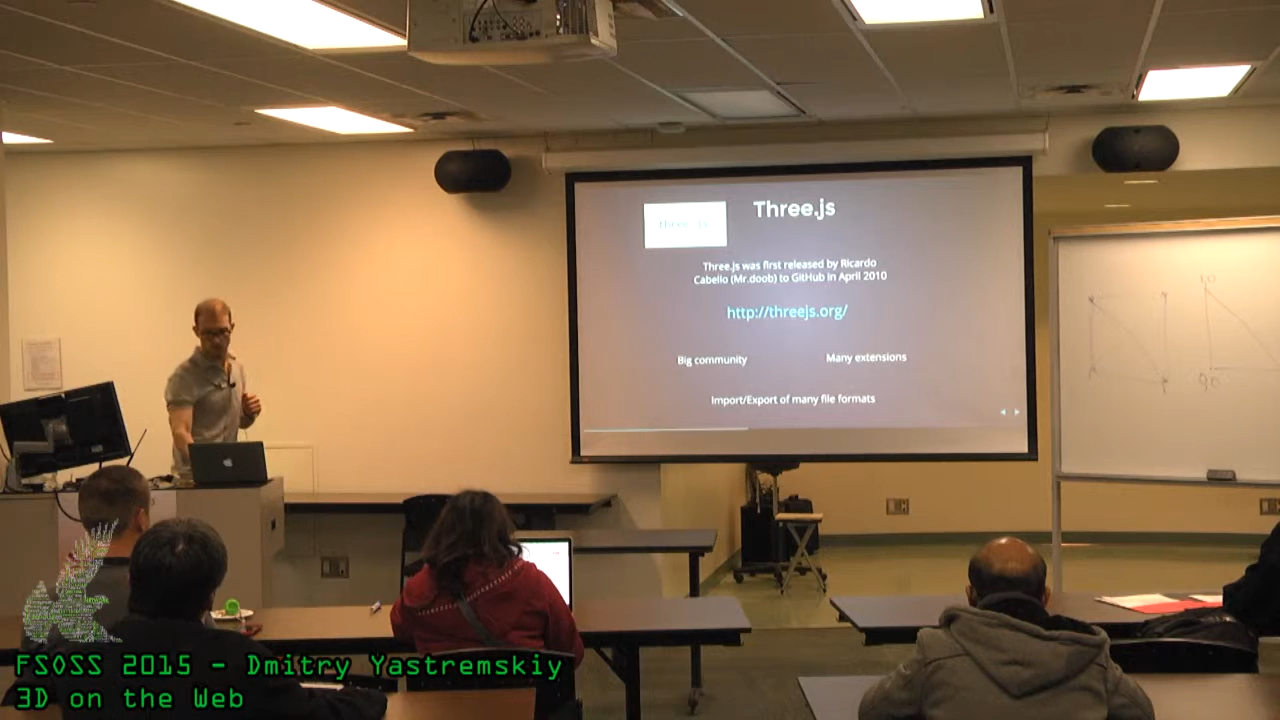 Three.js
three.js
Three.js was first released by Ricardo
Cabello (Mr.doob) to GitHub in April 2010
http://threejs.org/
Big community
Many extensions
Import/Export of many file formats
FSOSS 2015 - Dmitry Yastremskiy
3D on the Web